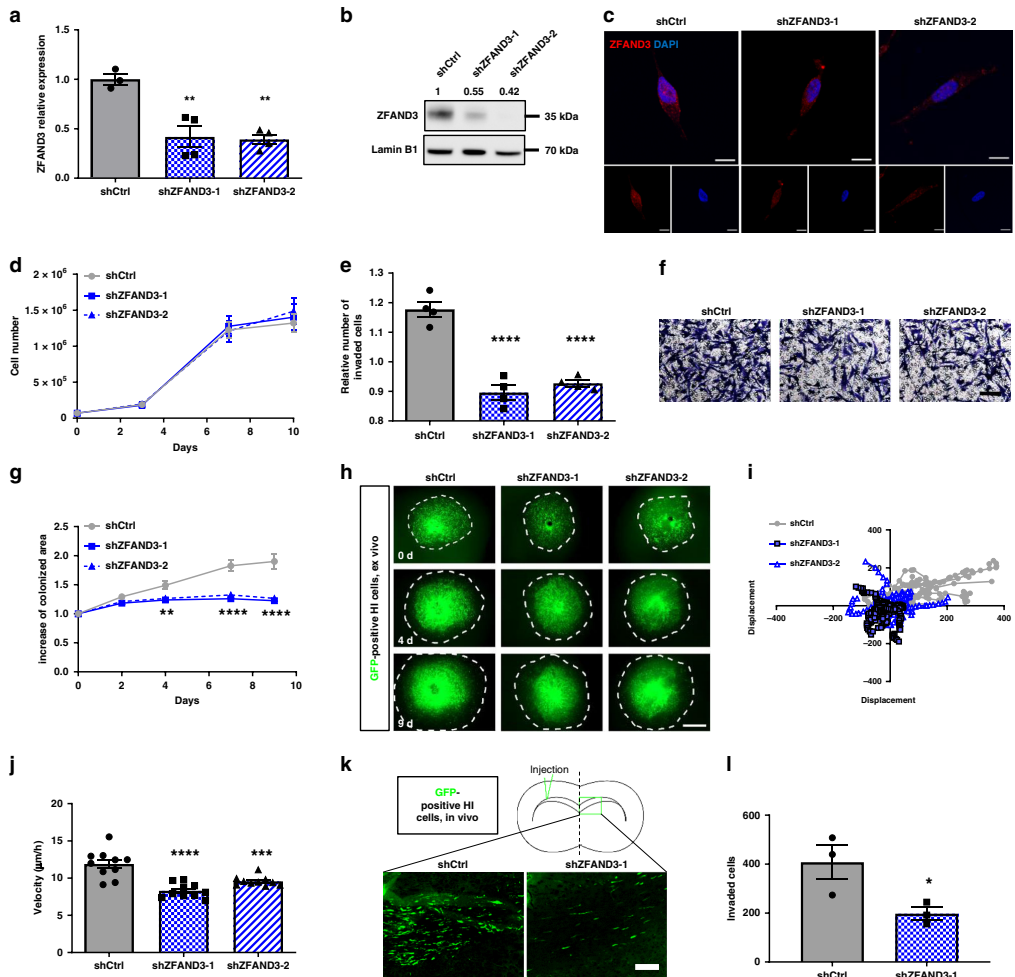 a
ZFAND3 relative expression
1.5
1.0
0.5
0.0
**
**
shCtrl
shZFAND3-1
shZFAND3-2
b
shCtrl
shZFAND3-1
shZFAND3-2
1
0.55
0.42
ZFAND3
35 kDa
Lamin B1
70 kDa
c
shCtrl
shZFAND3-1
shZFAND3-2
ZFAND3 DAPI
d
shCtrl
shZFAND3-1
shZFAND3-2
Cell number
2 × 10⁶
1.5 × 10⁶
1 × 10⁶
5 × 10⁵
0
0
2
4
6
8
10
Days
e
Relative number of
invaded cells
1.3
1.2
1.1
1.0
0.9
0.8
****
****
shCtrl
shZFAND3-1
shZFAND3-2
f
shCtrl
shZFAND3-1
shZFAND3-2
g
shCtrl
shZFAND3-1
shZFAND3-2
increase of colonized area
2.5
2.0
1.5
1.0
0.5
0.0
**
****
****
0
2
4
6
8
10
Days
h
shCtrl
shZFAND3-1
shZFAND3-2
GFP-positive HI cells, ex vivo
0 d
4 d
9 d
i
shCtrl
shZFAND3-1
shZFAND3-2
Displacement
400
200
−200
−400
−400
−200
200
400
Displacement
j
Velocity (µm/h)
20
15
10
5
0
****
***
shCtrl
shZFAND3-1
shZFAND3-2
k
GFP-
positive HI
cells, in vivo
Injection
shCtrl
shZFAND3-1
l
Invaded cells
600
400
200
0
*
shCtrl
shZFAND3-1